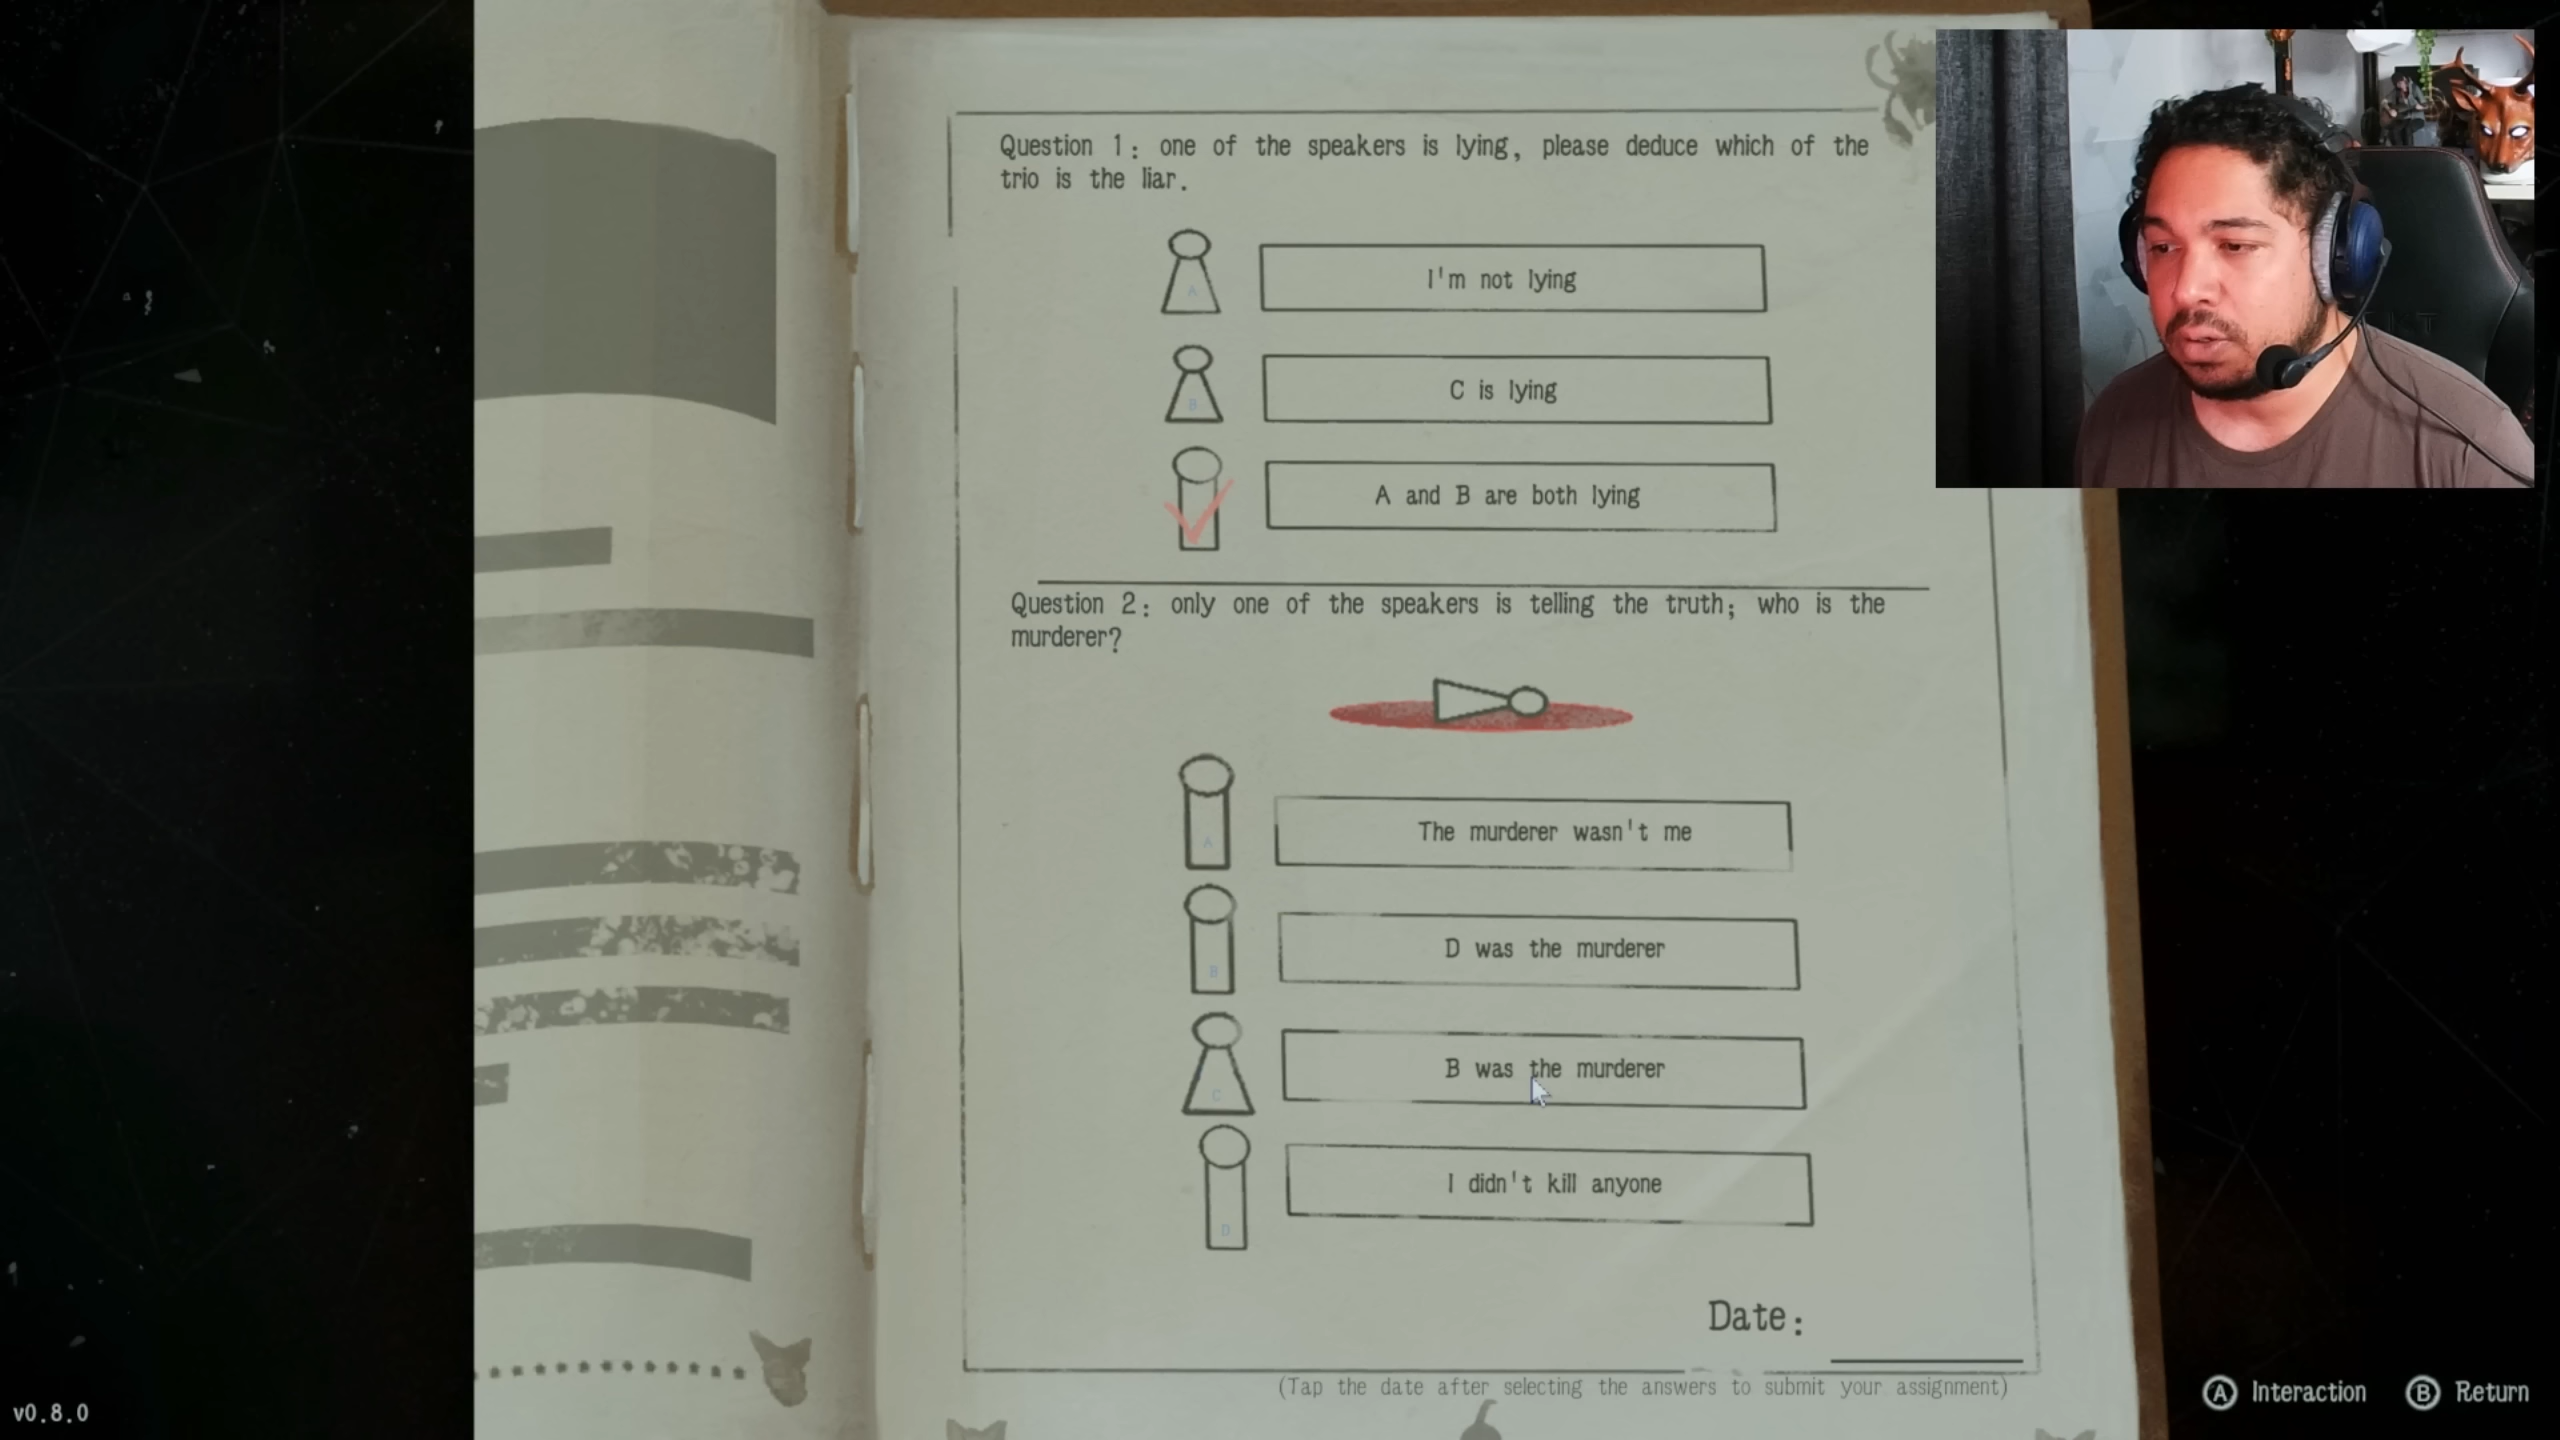 Question 1: one of the speakers is lying, please deduce which of the
trio is the liar.
A
I'm not lying
B
C is lying
A and B are both lying
Question 2: only one of the speakers is telling the truth; who is the
murderer?
A
The murderer wasn't me
B
D was the murderer
C
B was the murderer
D
I didn't kill anyone
Date:
(Tap the date after selecting the answers to submit your assignment)
v0.8.0
A Interaction B Return